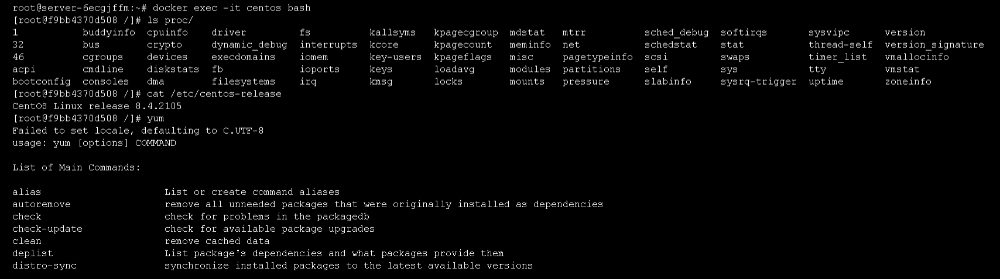 root@server-6ecgjffm:~# docker exec -it centos bash
[root@f9bb4370d508 /]# ls proc/
1           buddyinfo  cpuinfo    driver         fs          kallsyms   kpagecgroup  mdstat   mtrr          sched_debug  softirqs       sysvipc      version
32          bus        crypto     dynamic_debug  interrupts  kcore      kpagecount   meminfo  net           schedstat    stat           thread-self  version_signature
46          cgroups    devices    execdomains    iomem       key-users  kpageflags   misc     pagetypeinfo  scsi         swaps          timer_list   vmallocinfo
acpi        cmdline    diskstats  fb             ioports     keys       loadavg      modules  partitions    self         sys            tty          vmstat
bootconfig  consoles   dma        filesystems    irq         kmsg       locks        mounts   pressure      slabinfo     sysrq-trigger  uptime       zoneinfo
[root@f9bb4370d508 /]# cat /etc/centos-release
CentOS Linux release 8.4.2105
[root@f9bb4370d508 /]# yum
Failed to set locale, defaulting to C.UTF-8
usage: yum [options] COMMAND

List of Main Commands:

alias                     List or create command aliases
autoremove                remove all unneeded packages that were originally installed as dependencies
check                     check for problems in the packagedb
check-update              check for available package upgrades
clean                     remove cached data
deplist                   List package's dependencies and what packages provide them
distro-sync               synchronize installed packages to the latest available versions